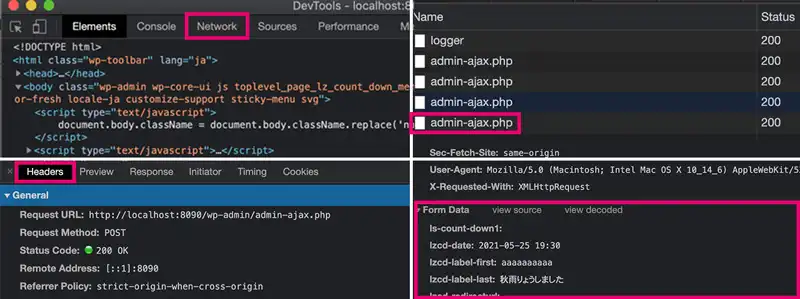 DevTools - localhost:8
Elements Console Network Sources Performance M
<!DOCTYPE html>
<html class="wp-toolbar" lang="ja">
<head>…</head>
<body class="wp-admin wp-core-ui js toplevel_page_lz_count_down_me
or-fresh locale-ja customize-support sticky-menu svg">
<script type="text/javascript">
document.body.className = document.body.className.replace('n
</script>
<script type="text/javascript">…</script>
Name Status
logger 200
admin-ajax.php 200
admin-ajax.php 200
admin-ajax.php 200
admin-ajax.php 200
× Headers Preview Response Initiator Timing Cookies
General
Request URL: http://localhost:8090/wp-admin/admin-ajax.php
Request Method: POST
Status Code: 200 OK
Remote Address: [::1]:8090
Referrer Policy: strict-origin-when-cross-origin
Sec-Fetch-Site: same-origin
User-Agent: Mozilla/5.0 (Macintosh; Intel Mac OS X 10_14_6) AppleWebKit/5
X-Requested-With: XMLHttpRequest
Form Data view source view decoded
ls-count-down1:
lzcd-date: 2021-05-25 19:30
lzcd-label-first: aaaaaaaaaa
lzcd-label-last: 秋雨りょうしました